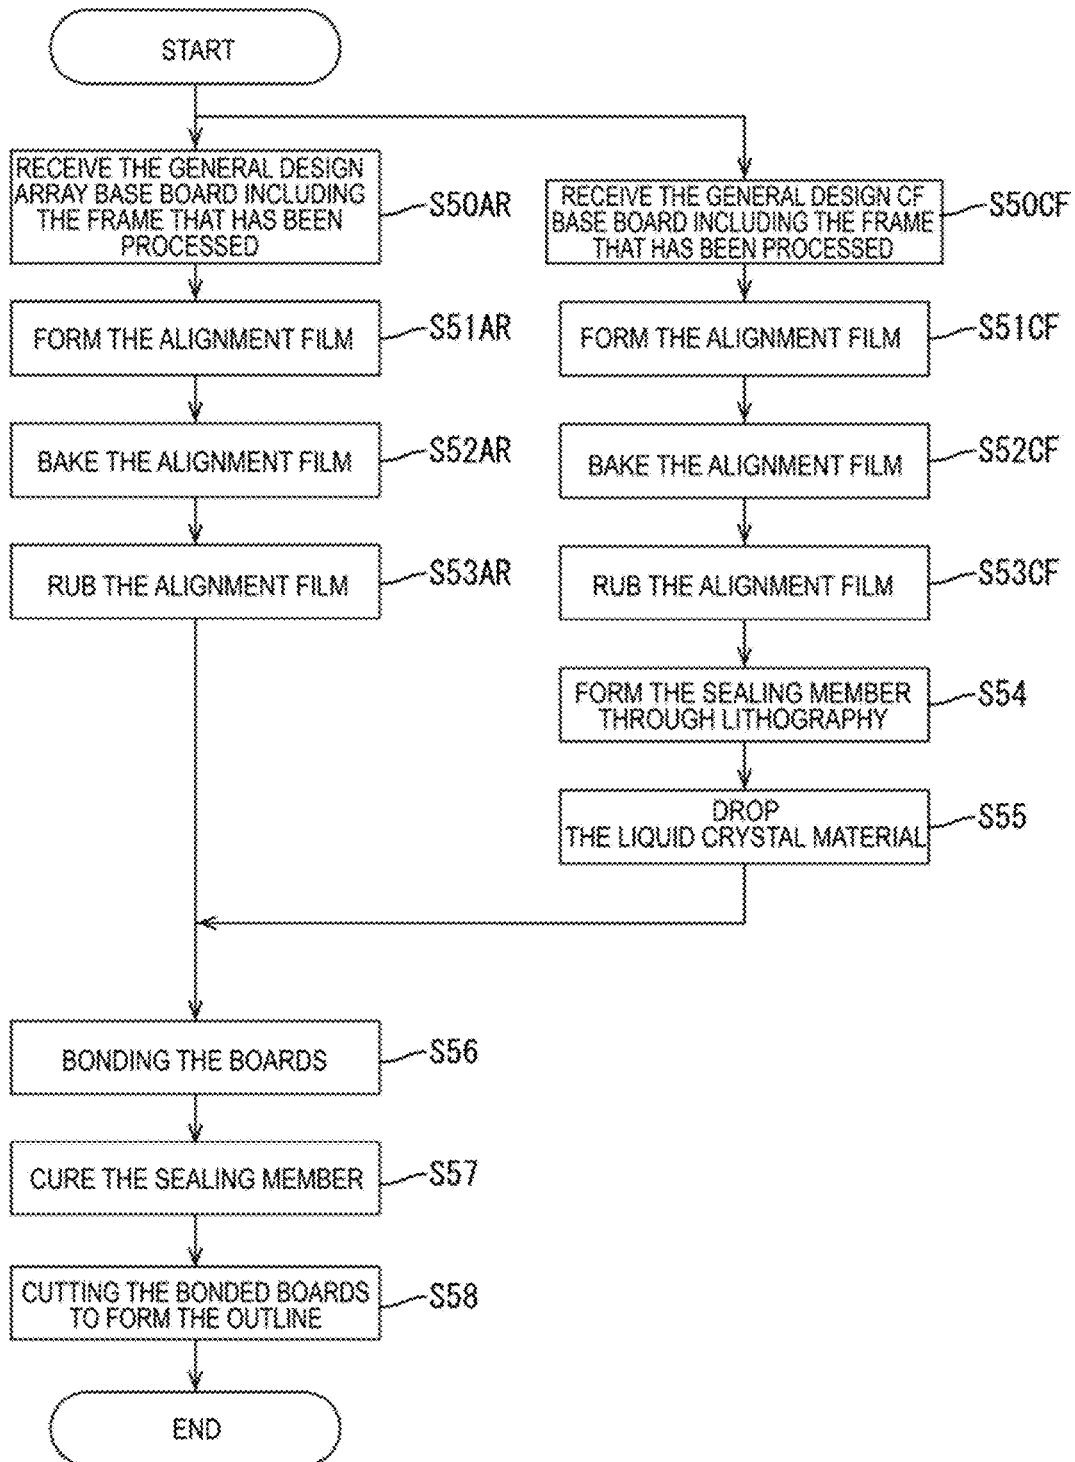 START
RECEIVE THE GENERAL DESIGN
ARRAY BASE BOARD INCLUDING
THE FRAME THAT HAS BEEN
PROCESSED
S50AR
RECEIVE THE GENERAL DESIGN CF
BASE BOARD INCLUDING THE FRAME
THAT HAS BEEN PROCESSED
S50CF
FORM THE ALIGNMENT FILM
S51AR
FORM THE ALIGNMENT FILM
S51CF
BAKE THE ALIGNMENT FILM
S52AR
BAKE THE ALIGNMENT FILM
S52CF
RUB THE ALIGNMENT FILM
S53AR
RUB THE ALIGNMENT FILM
S53CF
FORM THE SEALING MEMBER
THROUGH LITHOGRAPHY
S54
DROP
THE LIQUID CRYSTAL MATERIAL
S55
BONDING THE BOARDS
S56
CURE THE SEALING MEMBER
S57
CUTTING THE BONDED BOARDS
TO FORM THE OUTLINE
S58
END